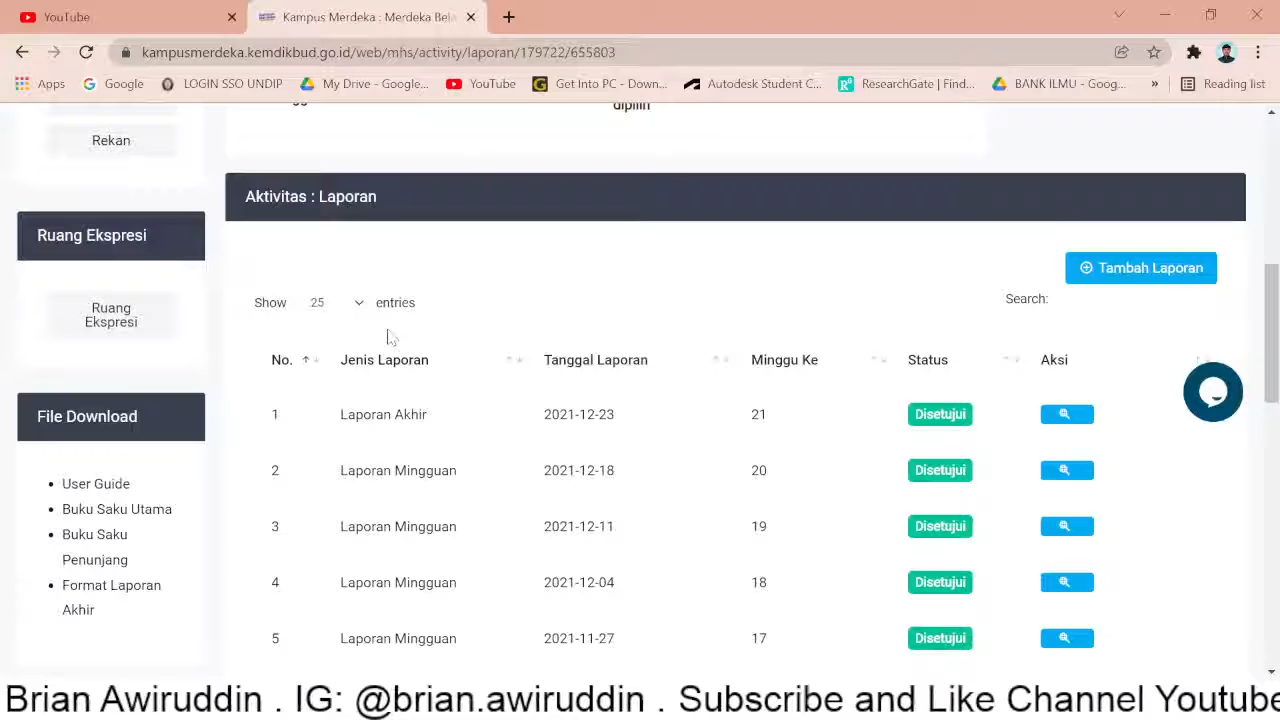 YouTube
Kampus Merdeka : Merdeka Bela
kampusmerdeka.kemdikbud.go.id/web/mhs/activity/laporan/179722/655803
Apps Google LOGIN SSO UNDIP My Drive - Google... YouTube Get Into PC - Down... Autodesk Student C... ResearchGate | Find... BANK ILMU - Goog... » Reading list
Rekan
Ruang Ekspresi
Ruang
Ekspresi
File Download
• User Guide
• Buku Saku Utama
• Buku Saku
Penunjang
• Format Laporan
Akhir
Aktivitas : Laporan
Tambah Laporan
Show 25 entries
Search:
No. Jenis Laporan Tanggal Laporan Minggu Ke Status Aksi
1 Laporan Akhir 2021-12-23 21 Disetujui
2 Laporan Mingguan 2021-12-18 20 Disetujui
3 Laporan Mingguan 2021-12-11 19 Disetujui
4 Laporan Mingguan 2021-12-04 18 Disetujui
5 Laporan Mingguan 2021-11-27 17 Disetujui
Brian Awiruddin . IG: @brian.awiruddin . Subscribe and Like Channel Youtube